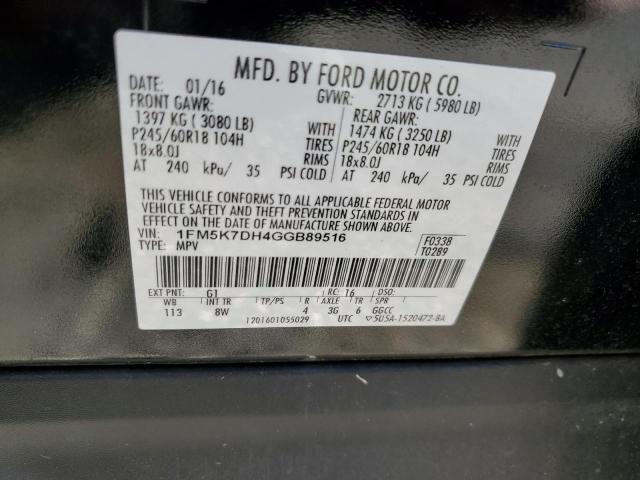 MFD. BY FORD MOTOR CO.
DATE: 01/16 GVWR: 2713 KG (5980 LB)
FRONT GAWR: REAR GAWR:
1397 KG (3080 LB) WITH 1474 KG (3250 LB) WITH
P245/60R18 104H TIRES P245/60R18 104H TIRES
18x8.0J RIMS 18x8.0J RIMS
AT 240 kPa/ 35 PSI COLD AT 240 kPa/ 35 PSI COLD
THIS VEHICLE CONFORMS TO ALL APPLICABLE FEDERAL MOTOR
VEHICLE SAFETY AND THEFT PREVENTION STANDARDS IN
EFFECT ON THE DATE OF MANUFACTURE SHOWN ABOVE.
VIN: 1FM5K7DH4GGB89516 F0338
TYPE: MPV T0289
EXT PNT: G1 RC: 16 DSO:
WB INT TR TP/PS R AXLE TR SPR
113 8W 4 3G 6 GGCC
1201601055029 UTC ▽5U5A-1520472-BA